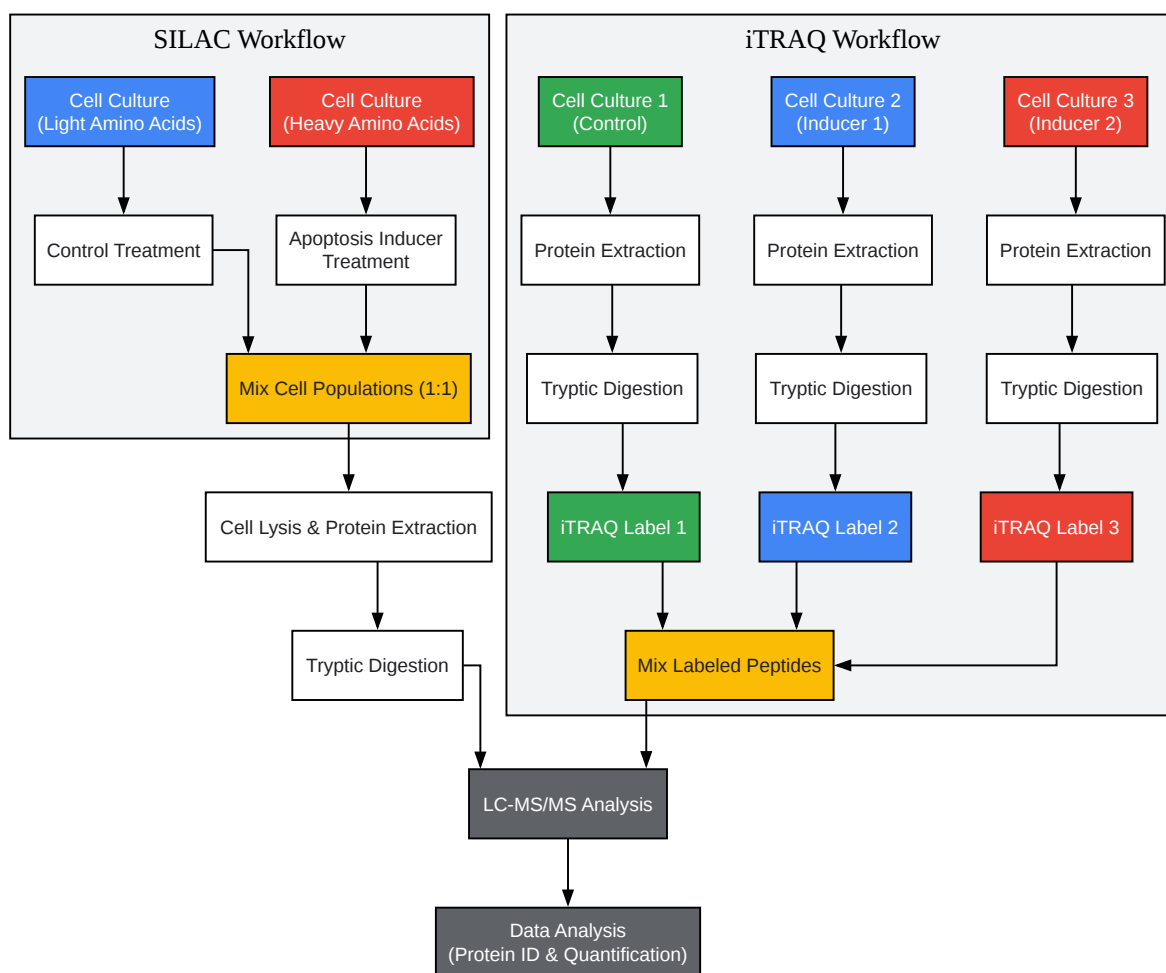 SILAC Workflow
Cell Culture
(Light Amino Acids)
Cell Culture
(Heavy Amino Acids)
Control Treatment
Apoptosis Inducer
Treatment
Mix Cell Populations (1:1)
Cell Lysis & Protein Extraction
Tryptic Digestion
iTRAQ Workflow
Cell Culture 1
(Control)
Cell Culture 2
(Inducer 1)
Cell Culture 3
(Inducer 2)
Protein Extraction
Protein Extraction
Protein Extraction
Tryptic Digestion
Tryptic Digestion
Tryptic Digestion
iTRAQ Label 1
iTRAQ Label 2
iTRAQ Label 3
Mix Labeled Peptides
LC-MS/MS Analysis
Data Analysis
(Protein ID & Quantification)